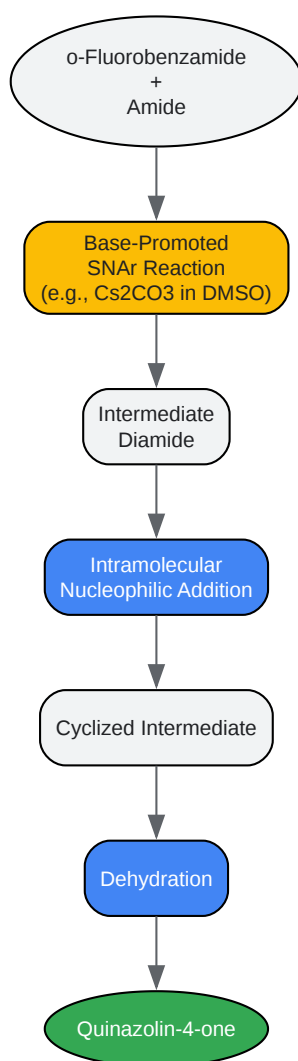 o-Fluorobenzamide
+
Amide
Base-Promoted
SNAr Reaction
(e.g., Cs2CO3 in DMSO)
Intermediate
Diamide
Intramolecular
Nucleophilic Addition
Cyclized Intermediate
Dehydration
Quinazolin-4-one